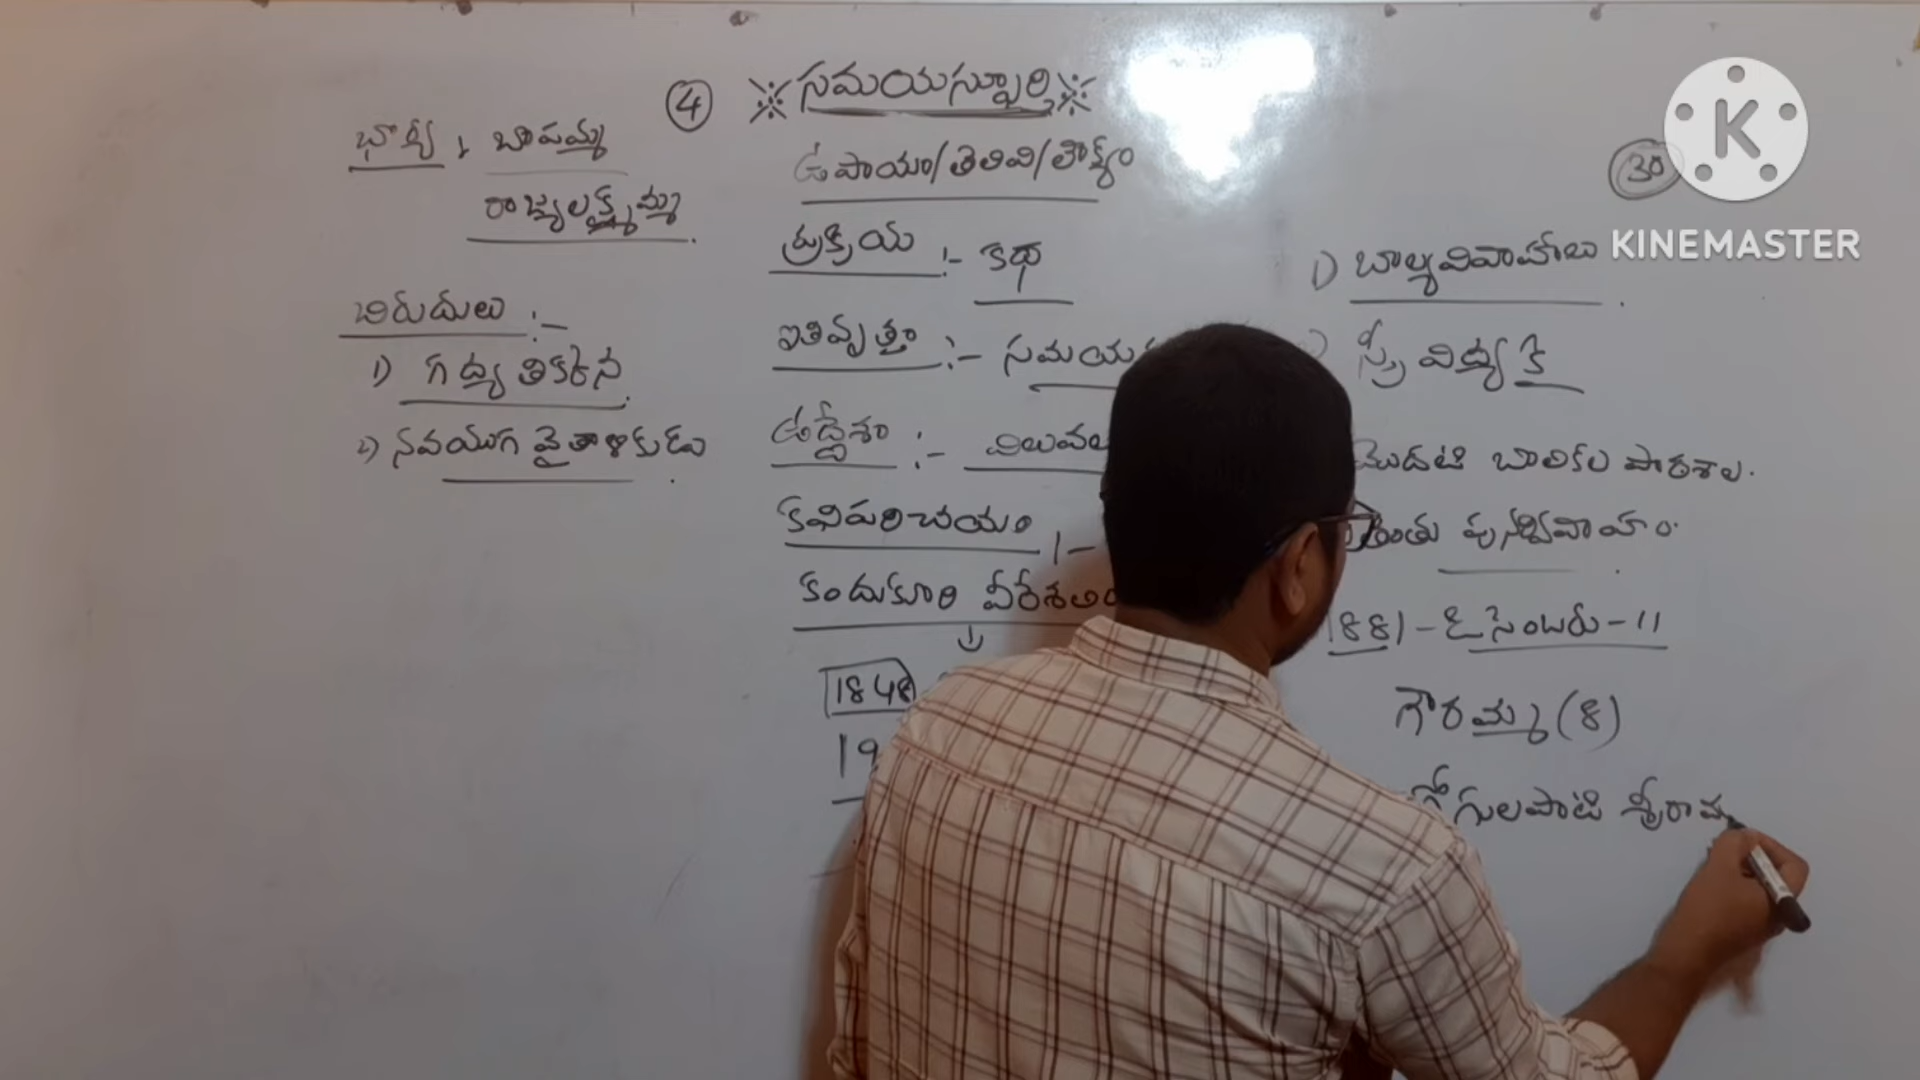 4 ※ సమయస్ఫూర్తి ※
ఉపాయం/తెలివి/లౌక్యం
ప్రక్రియ :- కథ
ఇతివృత్తం :- సమయ
ఉద్దేశం :- విలువల
కవిపరిచయం :-
కందుకూరి
1848
భార్య : బాపమ్మ
రాజ్యలక్ష్మమ్మ
బిరుదులు :-
1) గద్య తిక్కన
2) నవయుగ వైతాళికుడు
30
1) బాల్యవివాహాలు
స్త్రీ విద్యకై
మొదటి బాలికల పాఠశాల.
పునర్వివాహం.
1881 - డిసెంబరు - 11
గౌరమ్మ (8)
గోగులపాటి శ్రీరామ
K
KINEMASTER